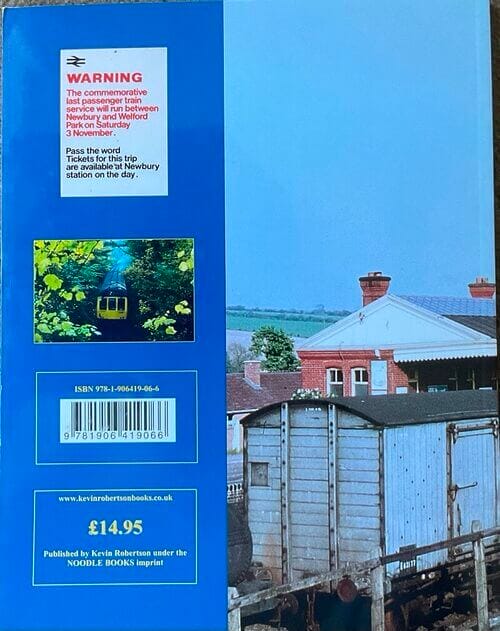 WARNING
The commemorative
last passenger train
service will run between
Newbury and Welford
Park on Saturday
3 November.
Pass the word
Tickets for this trip
are available at Newbury
station on the day.
ISBN 978-1-906419-06-6
9 781906 419066
www.kevinrobertsonbooks.co.uk
£14.95
Published by Kevin Robertson under the
NOODLE BOOKS imprint